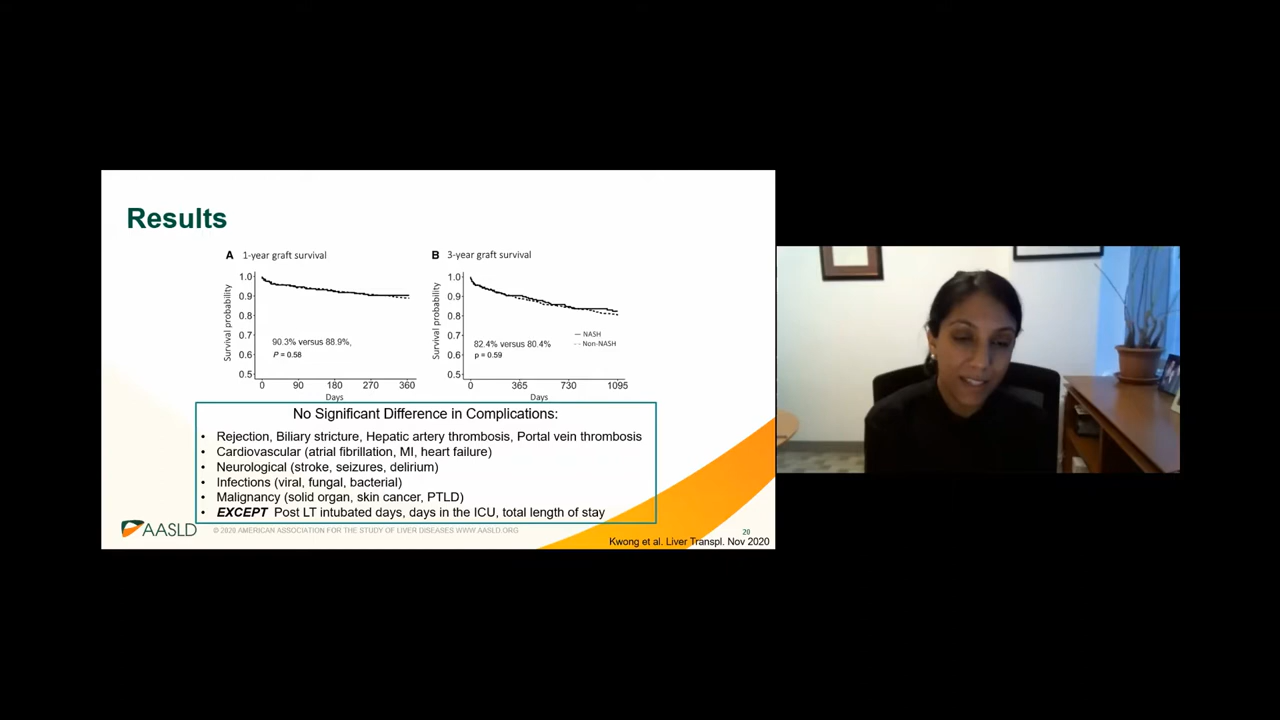 Results
A 1-year graft survival
Survival probability
1.0
0.9
0.8
0.7
0.6
0.5
90.3% versus 88.9%,
P = 0.58
0 90 180 270 360
Days
B 3-year graft survival
Survival probability
1.0
0.9
0.8
0.7
0.6
0.5
82.4% versus 80.4%
p = 0.59
NASH
Non-NASH
0 365 730 1095
Days
No Significant Difference in Complications:
• Rejection, Biliary stricture, Hepatic artery thrombosis, Portal vein thrombosis
• Cardiovascular (atrial fibrillation, MI, heart failure)
• Neurological (stroke, seizures, delirium)
• Infections (viral, fungal, bacterial)
• Malignancy (solid organ, skin cancer, PTLD)
• EXCEPT Post LT intubated days, days in the ICU, total length of stay
AASLD
© 2020 AMERICAN ASSOCIATION FOR THE STUDY OF LIVER DISEASES WWW.AASLD.ORG
20
Kwong et al. Liver Transpl. Nov 2020